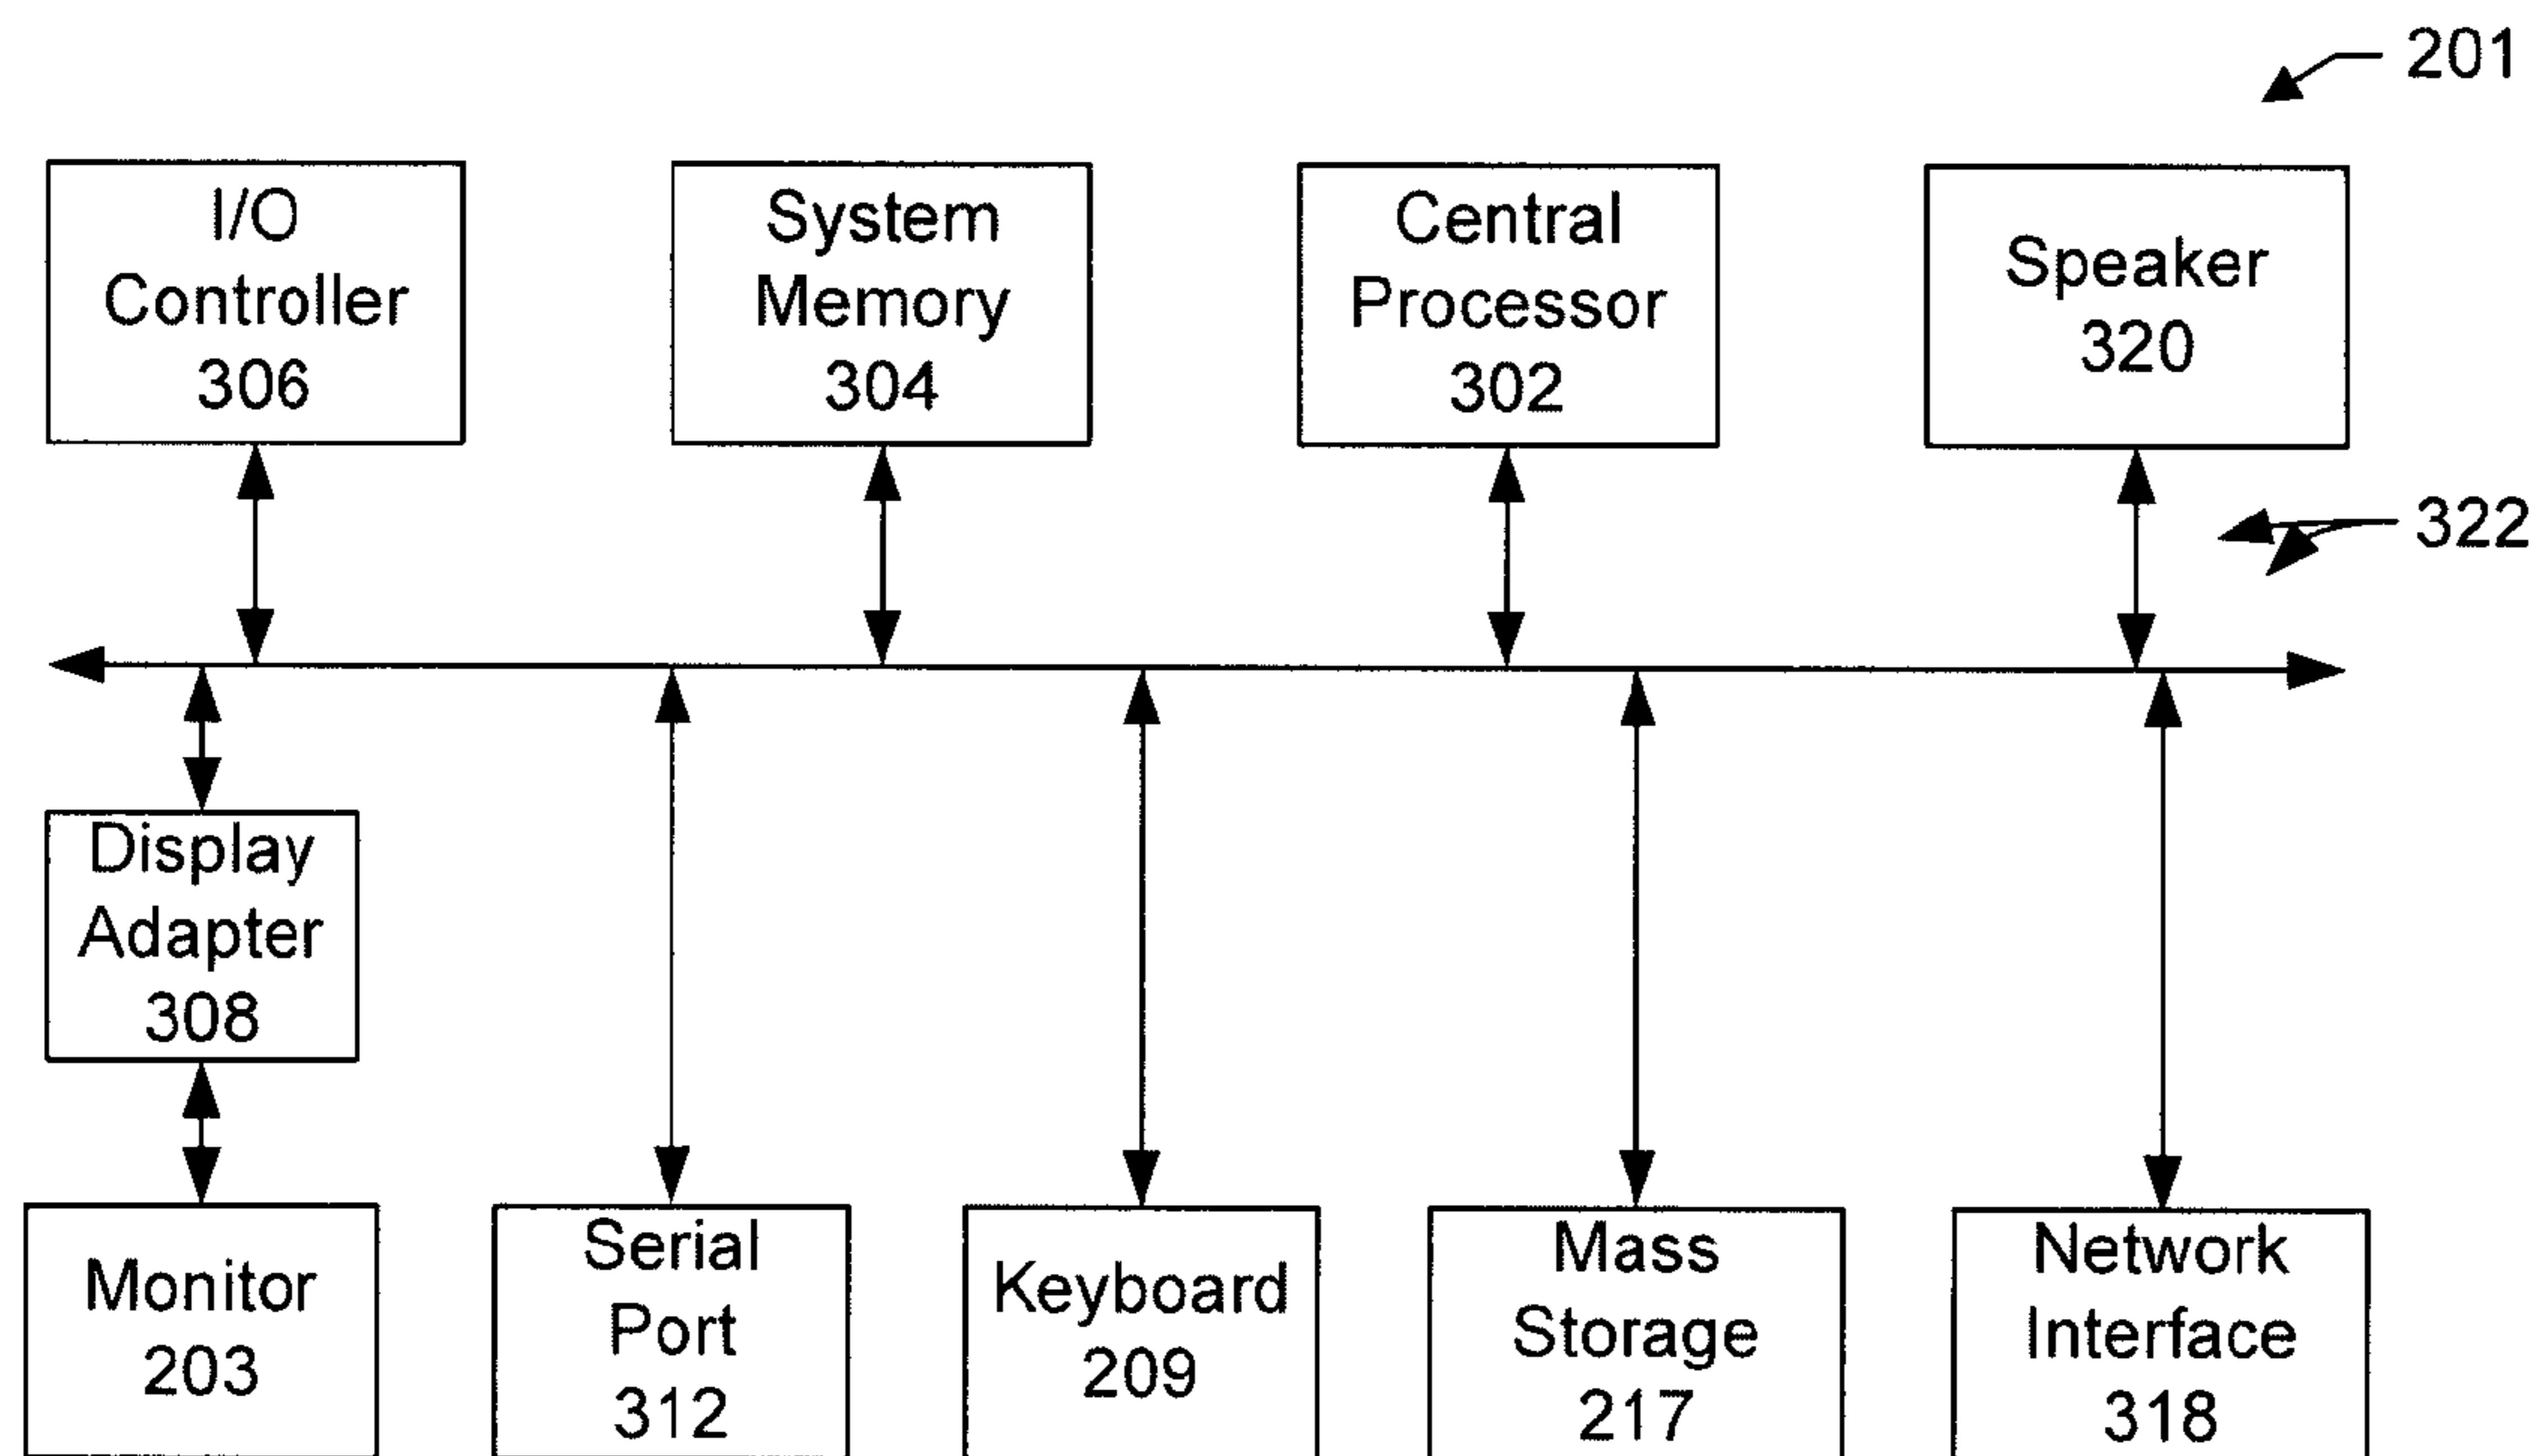 201
I/O
Controller
306
System
Memory
304
Central
Processor
302
Speaker
320
322
Display
Adapter
308
Monitor
203
Serial
Port
312
Keyboard
209
Mass
Storage
217
Network
Interface
318